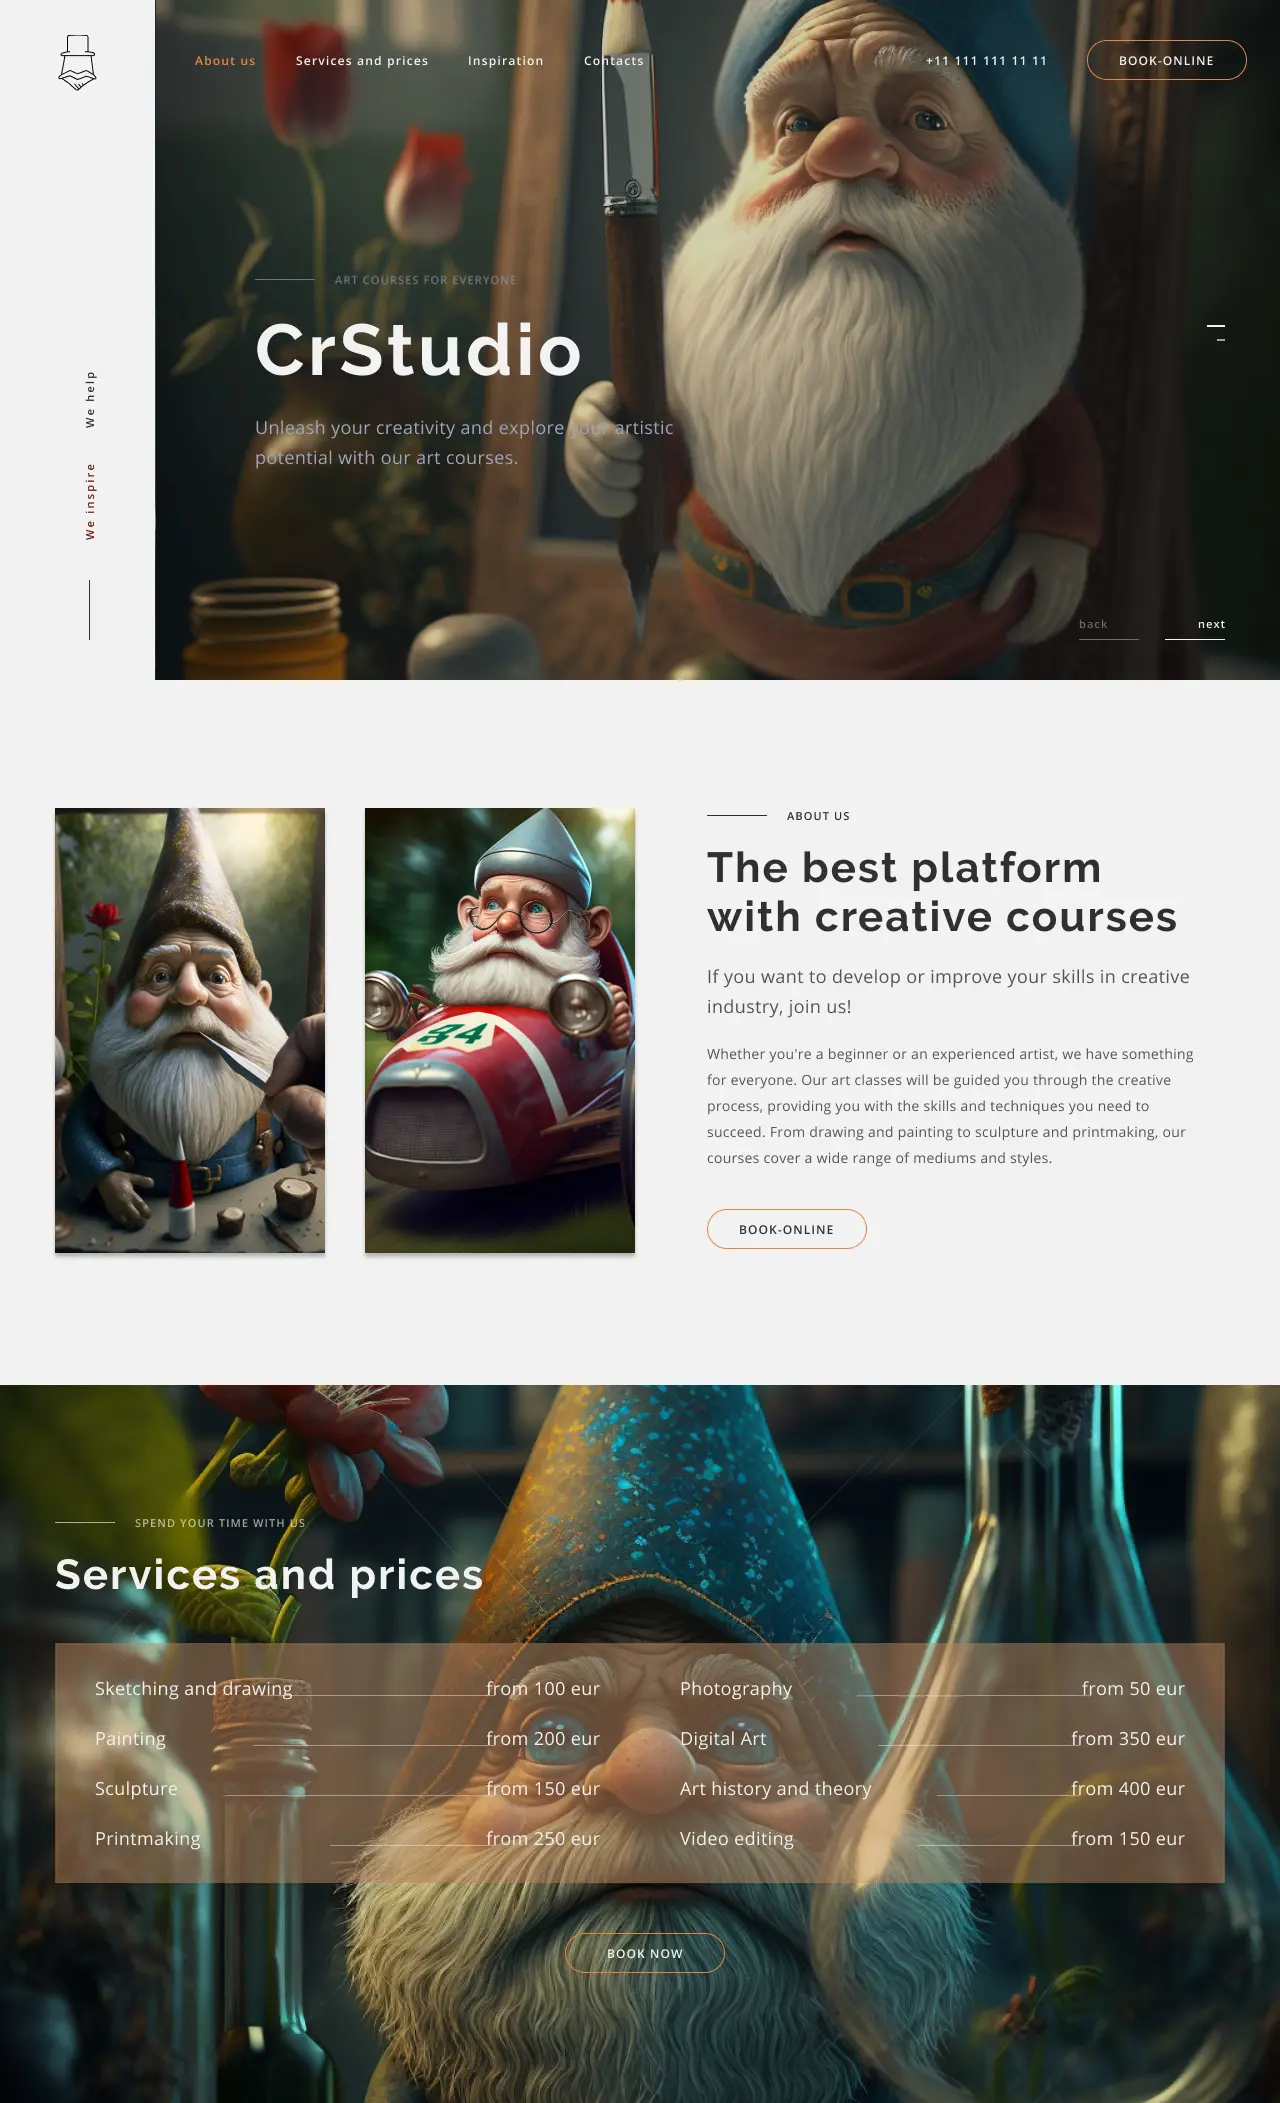 About us
Services and prices
Inspiration
Contacts
+11 111 111 11 11
BOOK-ONLINE
We help
We inspire
ART COURSES FOR EVERYONE
CrStudio
Unleash your creativity and explore your artistic
potential with our art courses.
back
next
34
ABOUT US
The best platform
with creative courses
If you want to develop or improve your skills in creative
industry, join us!
Whether you're a beginner or an experienced artist, we have something
for everyone. Our art classes will be guided you through the creative
process, providing you with the skills and techniques you need to
succeed. From drawing and painting to sculpture and printmaking, our
courses cover a wide range of mediums and styles.
BOOK-ONLINE
SPEND YOUR TIME WITH US
Services and prices
Sketching and drawing from 100 eur
Painting from 200 eur
Sculpture from 150 eur
Printmaking from 250 eur
Photography from 50 eur
Digital Art from 350 eur
Art history and theory from 400 eur
Video editing from 150 eur
BOOK NOW